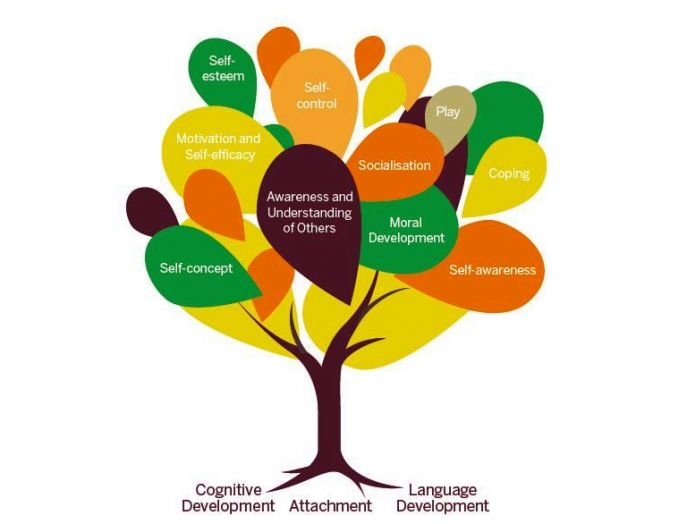 Self-
esteem
Self-
control
Play
Motivation and
Self-efficacy
Socialisation
Coping
Awareness and
Understanding
of Others
Moral
Development
Self-concept
Self-awareness
Cognitive
Development
Attachment
Language
Development